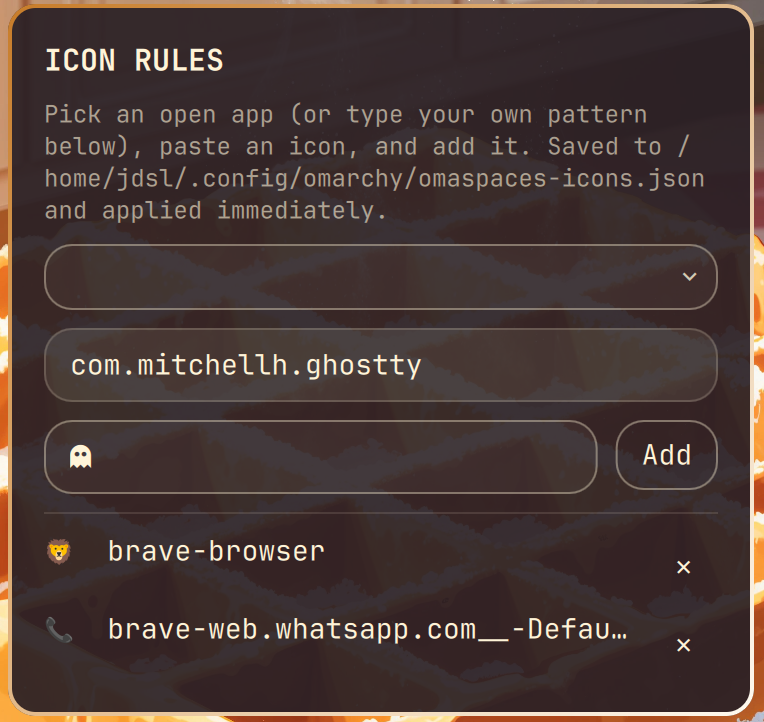 ICON RULES
Pick an open app (or type your own pattern
below), paste an icon, and add it. Saved to /
home/jdsl/.config/omarchy/omaspaces-icons.json
and applied immediately.
com.mitchellh.ghostty
Add
brave-browser
brave-web.whatsapp.com__-Defau…